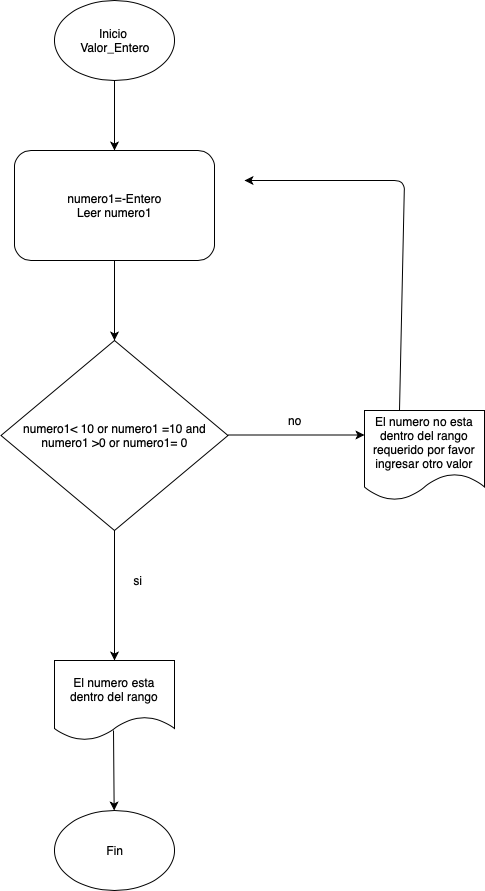 Inicio
Valor_Entero
numero1=-Entero
Leer numero1
numero1< 10 or numero1 =10 and
numero1 >0 or numero1= 0
no
El numero no esta
dentro del rango
requerido por favor
ingresar otro valor
si
El numero esta
dentro del rango
Fin